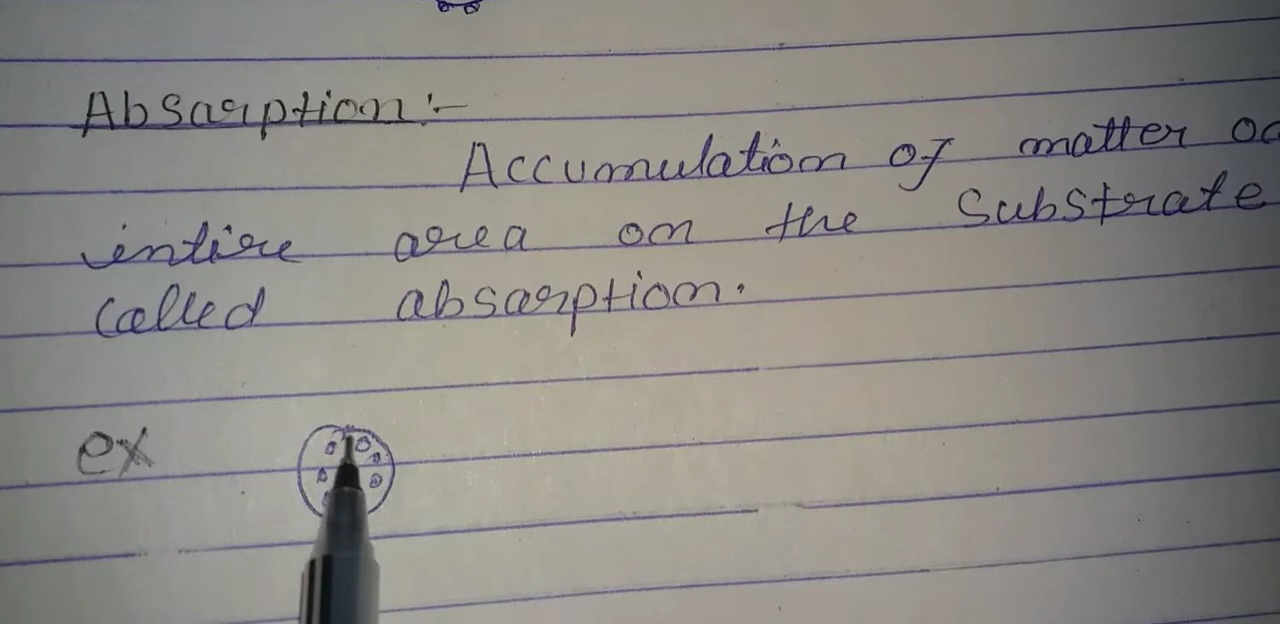 Absarption:-
Accumulation of matter
intire area on the Substrate
called absarption.
ex